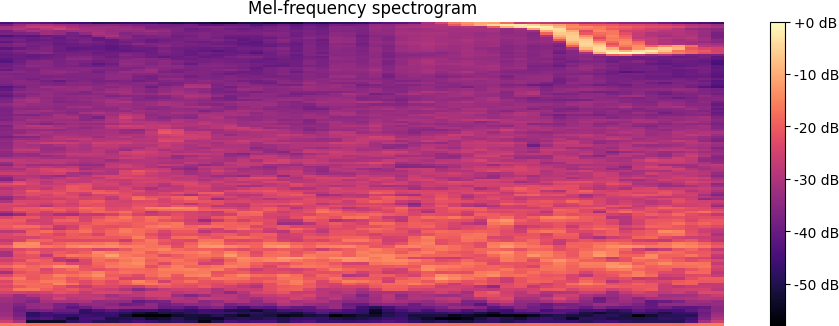 Mel-frequency spectrogram
+0 dB
-10 dB
-20 dB
-30 dB
-40 dB
-50 dB